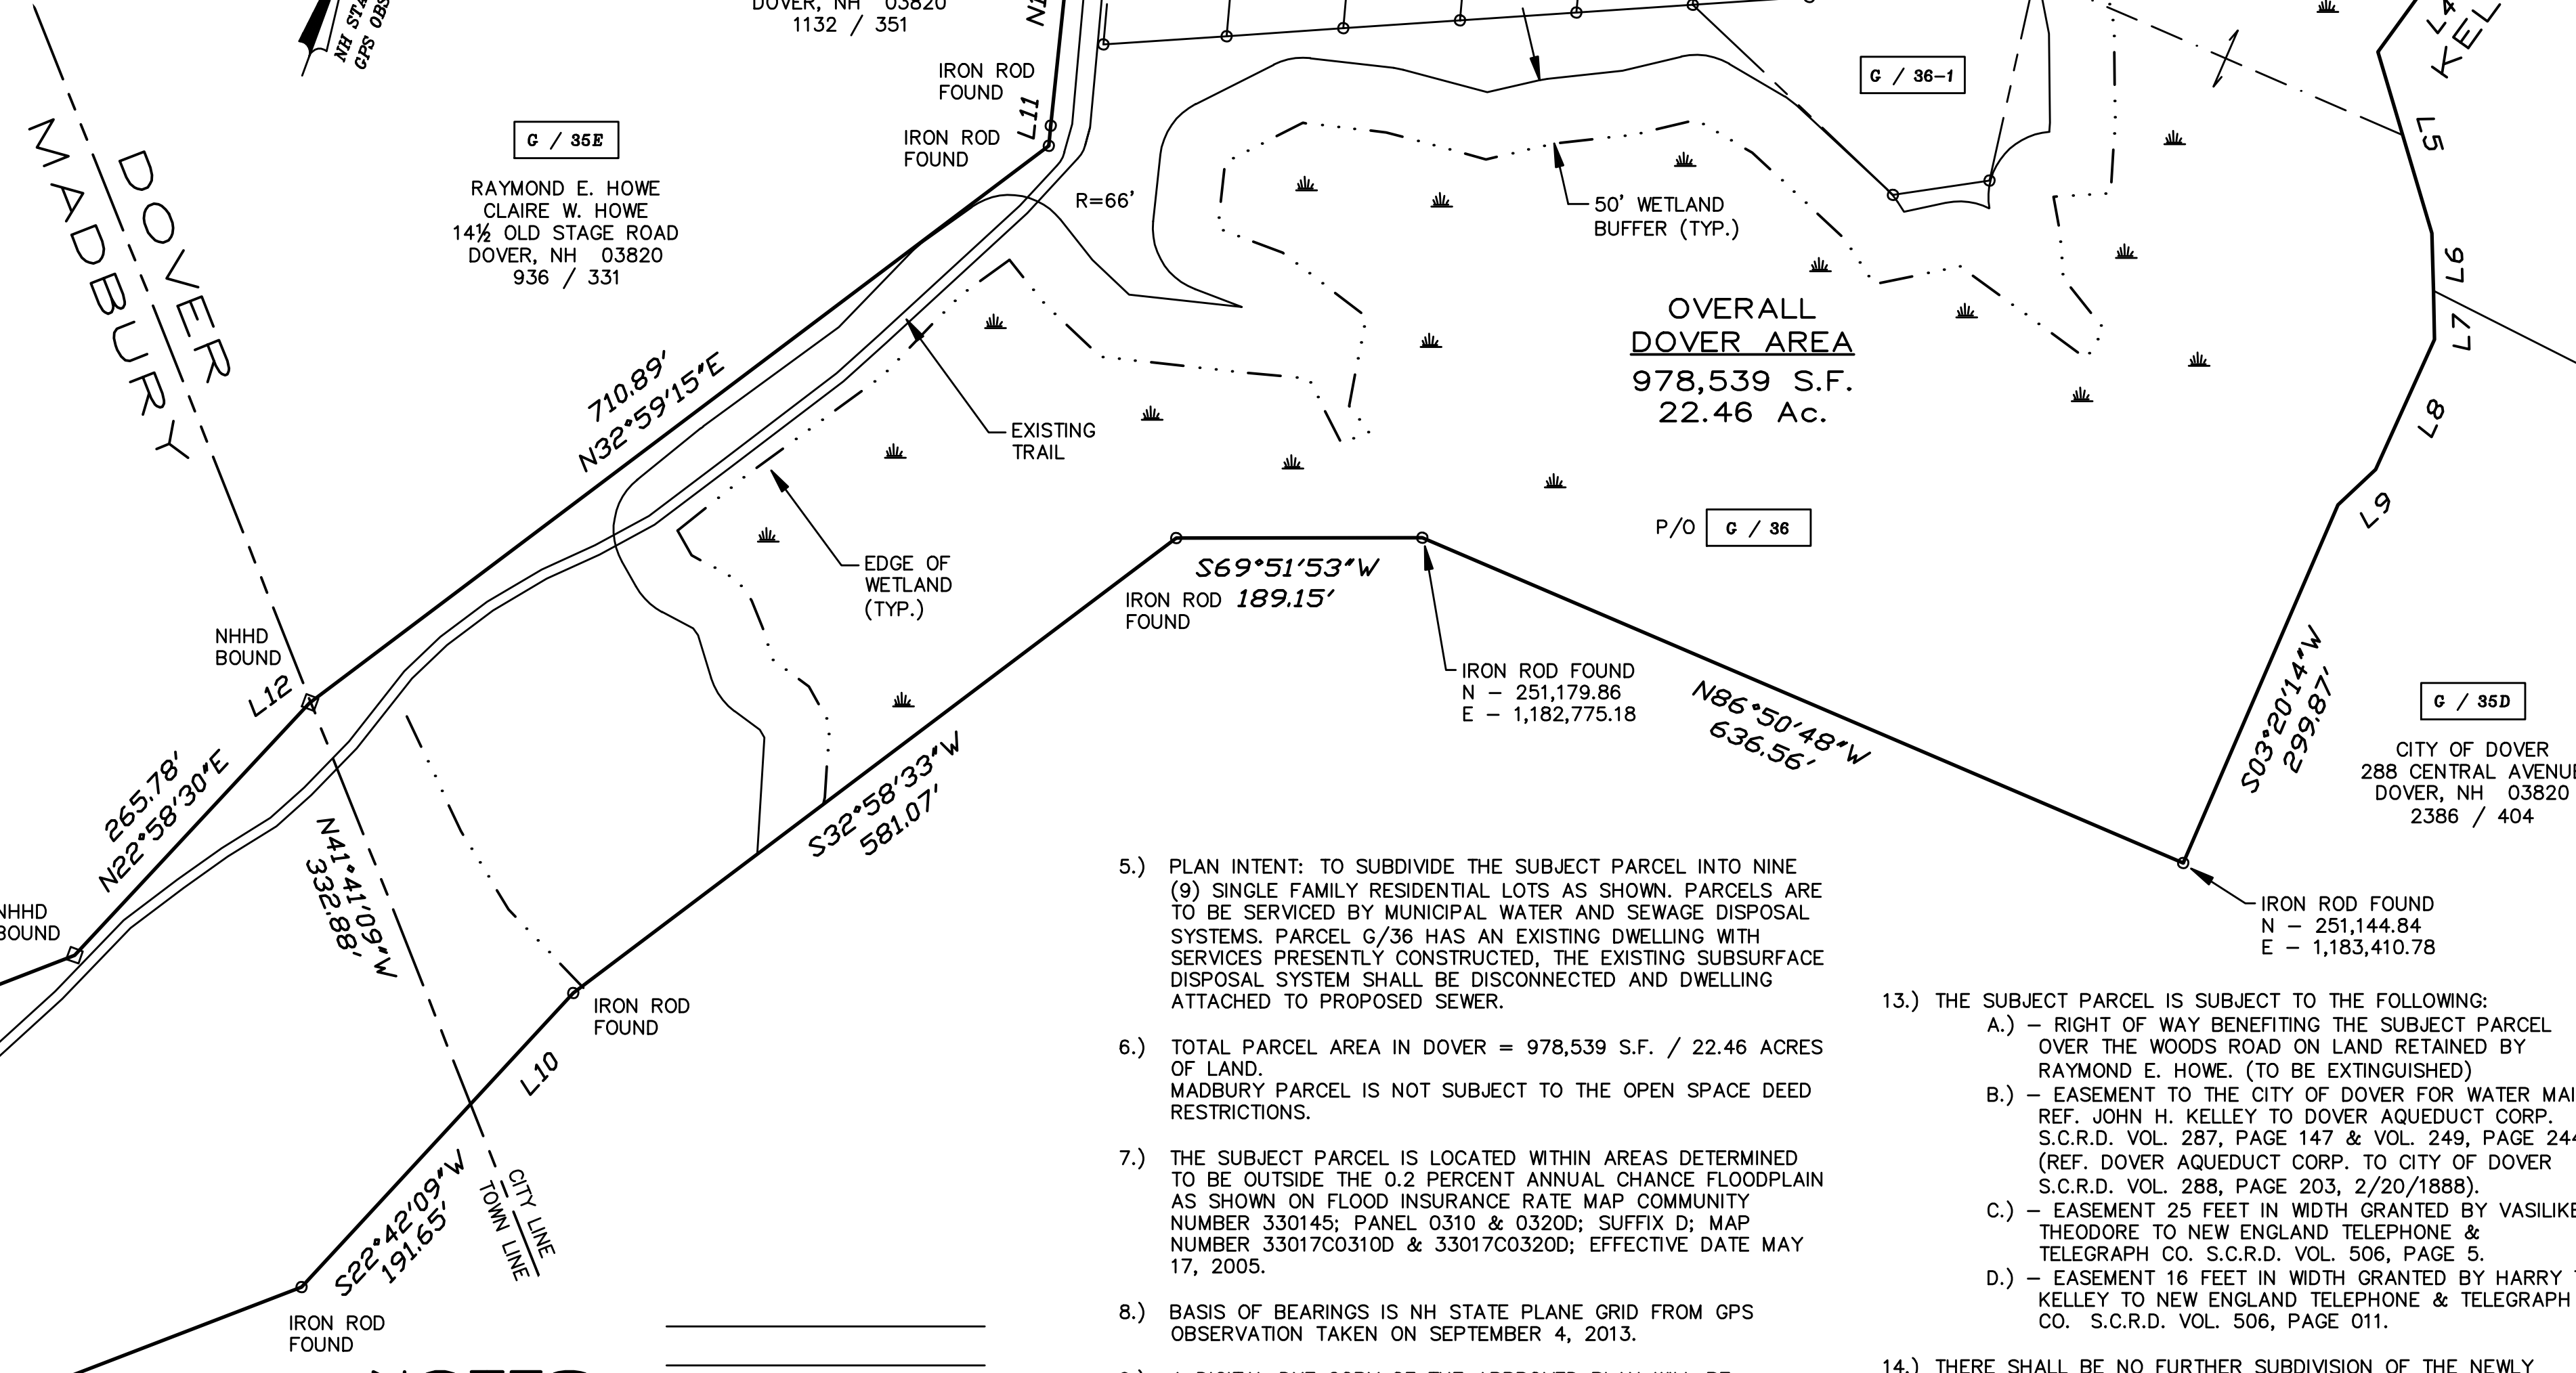 NH STA
GPS OBS
DOVER, NH 03820
1132 / 351
IRON ROD
FOUND
L11
IRON ROD
FOUND
R=66'
G / 36-1
L5
L6
L7
L8
L9
DOVER
MADBURY
G / 35E
RAYMOND E. HOWE
CLAIRE W. HOWE
14½ OLD STAGE ROAD
DOVER, NH 03820
936 / 331
50' WETLAND
BUFFER (TYP.)
OVERALL
DOVER AREA
978,539 S.F.
22.46 Ac.
710.89'
N32°59'15"E
EXISTING
TRAIL
P/O G / 36
EDGE OF
WETLAND
(TYP.)
S69°51'53"W
189.15'
IRON ROD
FOUND
NHHD
BOUND
L12
IRON ROD FOUND
N – 251,179.86
E – 1,182,775.18
N86°50'48"W
636.56'
S03°20'14"W
299.87'
G / 35D
CITY OF DOVER
288 CENTRAL AVENUE
DOVER, NH 03820
2386 / 404
265.78'
N22°58'30"E
N41°41'09"W
332.88'
S32°58'33"W
581.07'
NHHD
BOUND
IRON ROD FOUND
N – 251,144.84
E – 1,183,410.78
IRON ROD
FOUND
L10
S22°42'09"W
191.65'
CITY LINE
TOWN LINE
IRON ROD
FOUND
5.) PLAN INTENT: TO SUBDIVIDE THE SUBJECT PARCEL INTO NINE
(9) SINGLE FAMILY RESIDENTIAL LOTS AS SHOWN. PARCELS ARE
TO BE SERVICED BY MUNICIPAL WATER AND SEWAGE DISPOSAL
SYSTEMS. PARCEL G/36 HAS AN EXISTING DWELLING WITH
SERVICES PRESENTLY CONSTRUCTED, THE EXISTING SUBSURFACE
DISPOSAL SYSTEM SHALL BE DISCONNECTED AND DWELLING
ATTACHED TO PROPOSED SEWER.
6.) TOTAL PARCEL AREA IN DOVER = 978,539 S.F. / 22.46 ACRES
OF LAND.
MADBURY PARCEL IS NOT SUBJECT TO THE OPEN SPACE DEED
RESTRICTIONS.
7.) THE SUBJECT PARCEL IS LOCATED WITHIN AREAS DETERMINED
TO BE OUTSIDE THE 0.2 PERCENT ANNUAL CHANCE FLOODPLAIN
AS SHOWN ON FLOOD INSURANCE RATE MAP COMMUNITY
NUMBER 330145; PANEL 0310 & 0320D; SUFFIX D; MAP
NUMBER 33017C0310D & 33017C0320D; EFFECTIVE DATE MAY
17, 2005.
8.) BASIS OF BEARINGS IS NH STATE PLANE GRID FROM GPS
OBSERVATION TAKEN ON SEPTEMBER 4, 2013.
13.) THE SUBJECT PARCEL IS SUBJECT TO THE FOLLOWING:
A.) – RIGHT OF WAY BENEFITING THE SUBJECT PARCEL
OVER THE WOODS ROAD ON LAND RETAINED BY
RAYMOND E. HOWE. (TO BE EXTINGUISHED)
B.) – EASEMENT TO THE CITY OF DOVER FOR WATER MAI
REF. JOHN H. KELLEY TO DOVER AQUEDUCT CORP.
S.C.R.D. VOL. 287, PAGE 147 & VOL. 249, PAGE 244
(REF. DOVER AQUEDUCT CORP. TO CITY OF DOVER
S.C.R.D. VOL. 288, PAGE 203, 2/20/1888).
C.) – EASEMENT 25 FEET IN WIDTH GRANTED BY VASILIKE
THEODORE TO NEW ENGLAND TELEPHONE &
TELEGRAPH CO. S.C.R.D. VOL. 506, PAGE 5.
D.) – EASEMENT 16 FEET IN WIDTH GRANTED BY HARRY
KELLEY TO NEW ENGLAND TELEPHONE & TELEGRAPH
CO. S.C.R.D. VOL. 506, PAGE 011.
14.) THERE SHALL BE NO FURTHER SUBDIVISION OF THE NEWLY